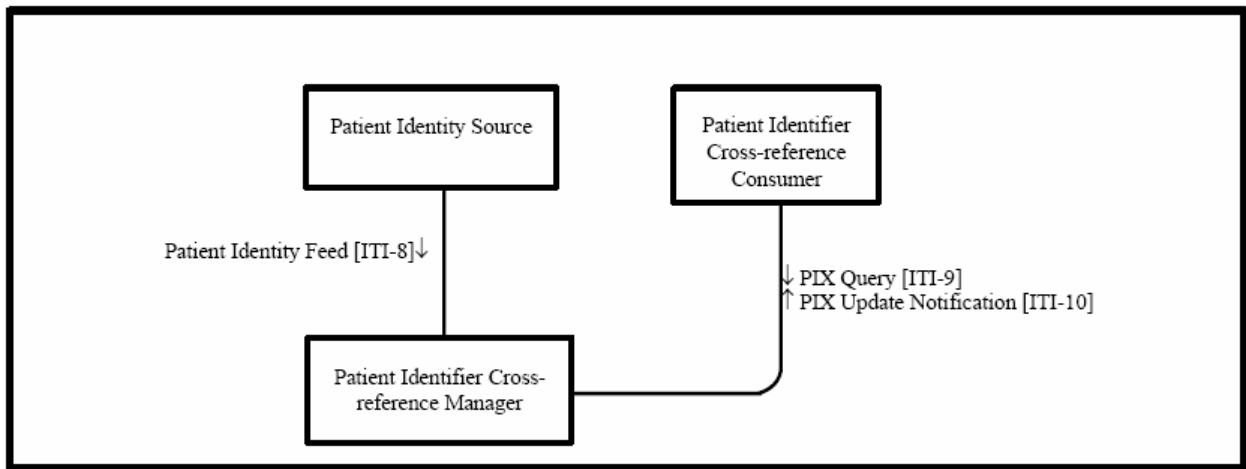 Patient Identity Source
Patient Identifier
Cross-reference
Consumer
Patient Identity Feed [ITI-8]↓
↓ PIX Query [ITI-9]
↑ PIX Update Notification [ITI-10]
Patient Identifier Cross-
reference Manager